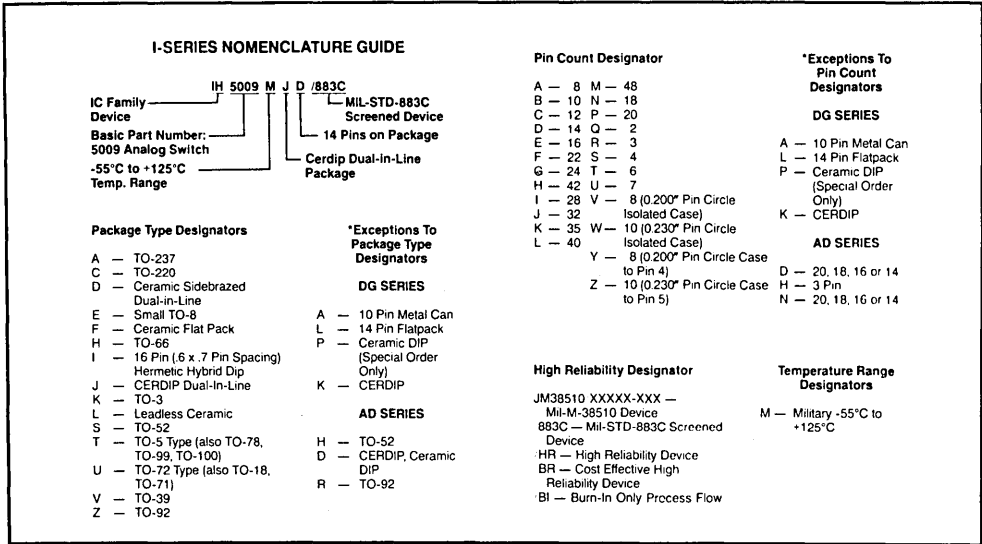 I-SERIES NOMENCLATURE GUIDE
IH 5009 M J D /883C
IC Family
Device
Basic Part Number:
5009 Analog Switch
-55°C to +125°C
Temp. Range
MIL-STD-883C
Screened Device
14 Pins on Package
Cerdip Dual-in-Line
Package
Package Type Designators
A — TO-237
C — TO-220
D — Ceramic Sidebrazed
Dual-in-Line
E — Small TO-8
F — Ceramic Flat Pack
H — TO-66
I — 16 Pin (.6 x .7 Pin Spacing)
Hermetic Hybrid Dip
J — CERDIP Dual-In-Line
K — TO-3
L — Leadless Ceramic
S — TO-52
T — TO-5 Type (also TO-78,
TO-99, TO-100)
U — TO-72 Type (also TO-18,
TO-71)
V — TO-39
Z — TO-92
*Exceptions To
Package Type
Designators
DG SERIES
A — 10 Pin Metal Can
L — 14 Pin Flatpack
P — Ceramic DIP
(Special Order
Only)
K — CERDIP
AD SERIES
H — TO-52
D — CERDIP, Ceramic
DIP
R — TO-92
Pin Count Designator
A — 8 M — 48
B — 10 N — 18
C — 12 P — 20
D — 14 Q — 2
E — 16 R — 3
F — 22 S — 4
G — 24 T — 6
H — 42 U — 7
I — 28 V — 8 (0.200" Pin Circle
J — 32 Isolated Case)
K — 35 W — 10 (0.230" Pin Circle
L — 40 Isolated Case)
Y — 8 (0.200" Pin Circle Case
to Pin 4)
Z — 10 (0.230" Pin Circle Case
to Pin 5)
*Exceptions To
Pin Count
Designators
DG SERIES
A — 10 Pin Metal Can
L — 14 Pin Flatpack
P — Ceramic DIP
(Special Order
Only)
K — CERDIP
AD SERIES
D — 20, 18, 16 or 14
H — 3 Pin
N — 20, 18, 16 or 14
High Reliability Designator
JM38510 XXXXX-XXX —
Mil-M-38510 Device
883C — Mil-STD-883C Screened
Device
HR — High Reliability Device
BR — Cost Effective High
Reliability Device
BI — Burn-In Only Process Flow
Temperature Range
Designators
M — Military -55°C to
+125°C